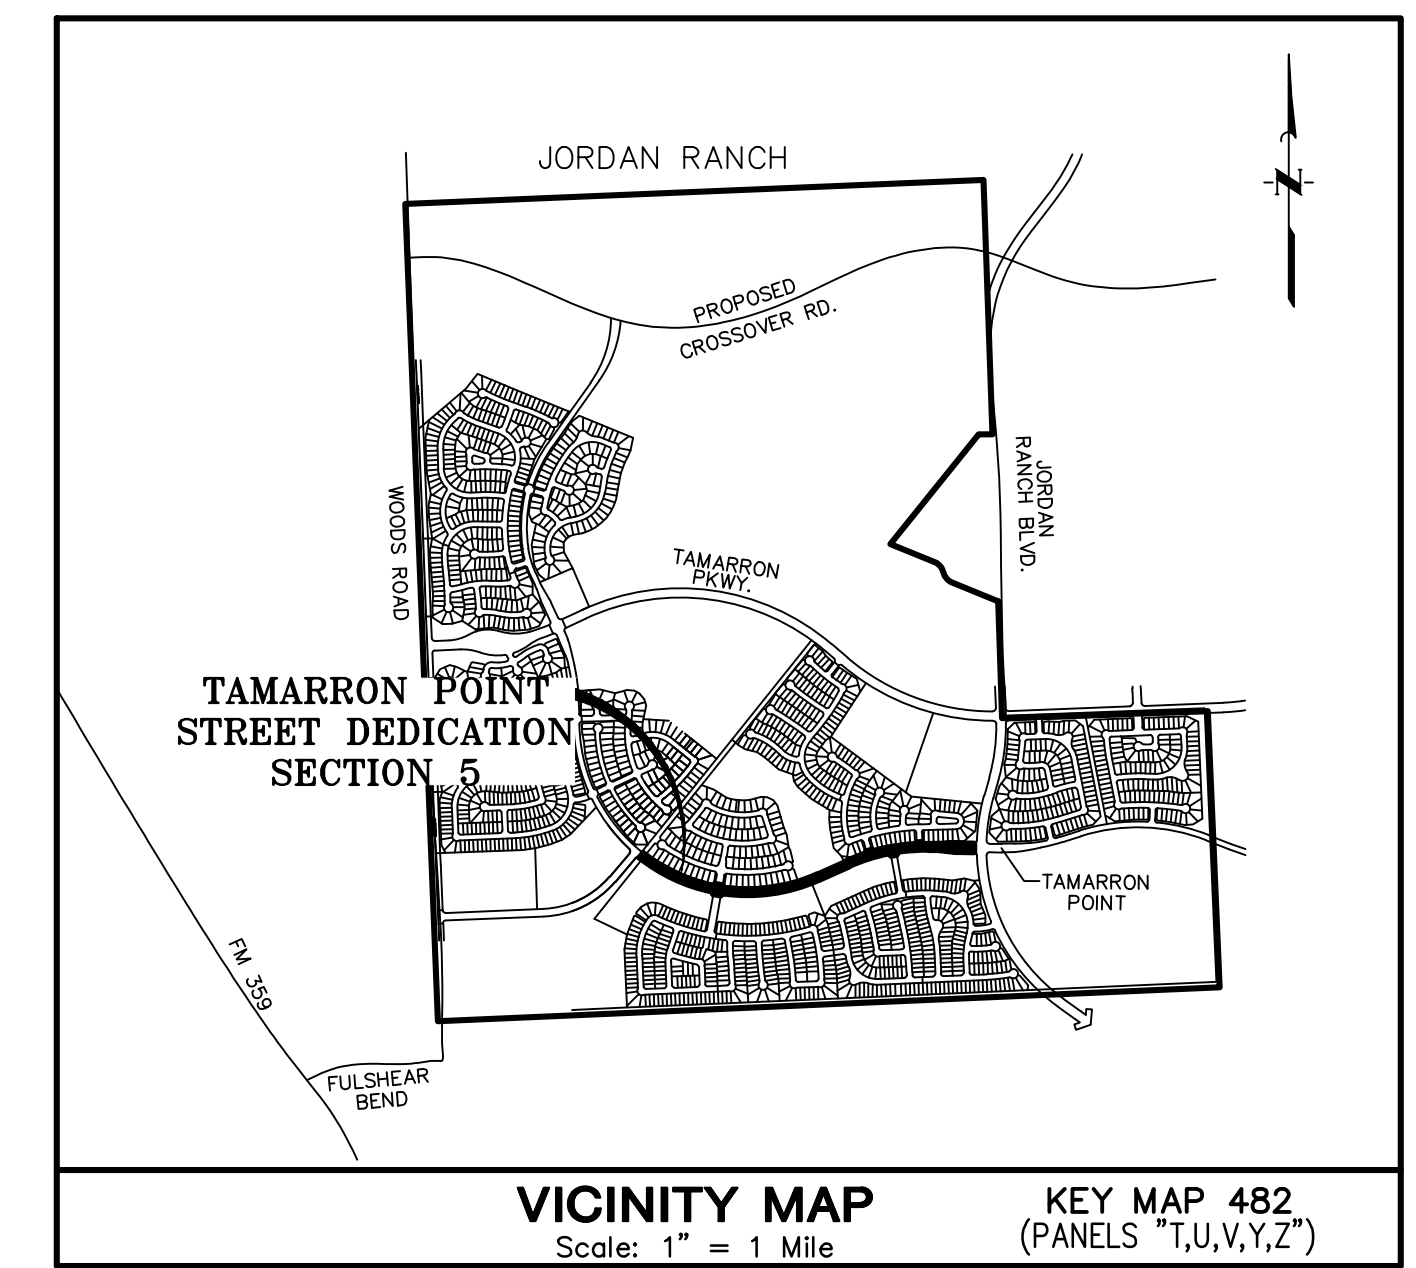 JORDAN RANCH
N
PROPOSED
CROSSOVER RD.
JORDAN
RANCH BLVD.
WOODS ROAD
TAMARRON
PKWY.
TAMARRON POINT
STREET DEDICATION
SECTION 5
TAMARRON
POINT
FM 359
FULSHEAR
BEND
VICINITY MAP
Scale: 1" = 1 Mile
KEY MAP 482
(PANELS "T,U,V,Y,Z")